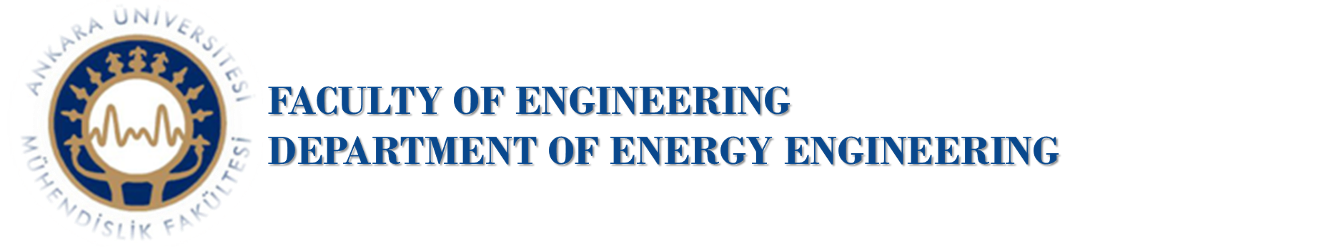 ANKARA ÜNİVERSİTESİ
MÜHENDİSLİK FAKÜLTESİ
FACULTY OF ENGINEERING
DEPARTMENT OF ENERGY ENGINEERING